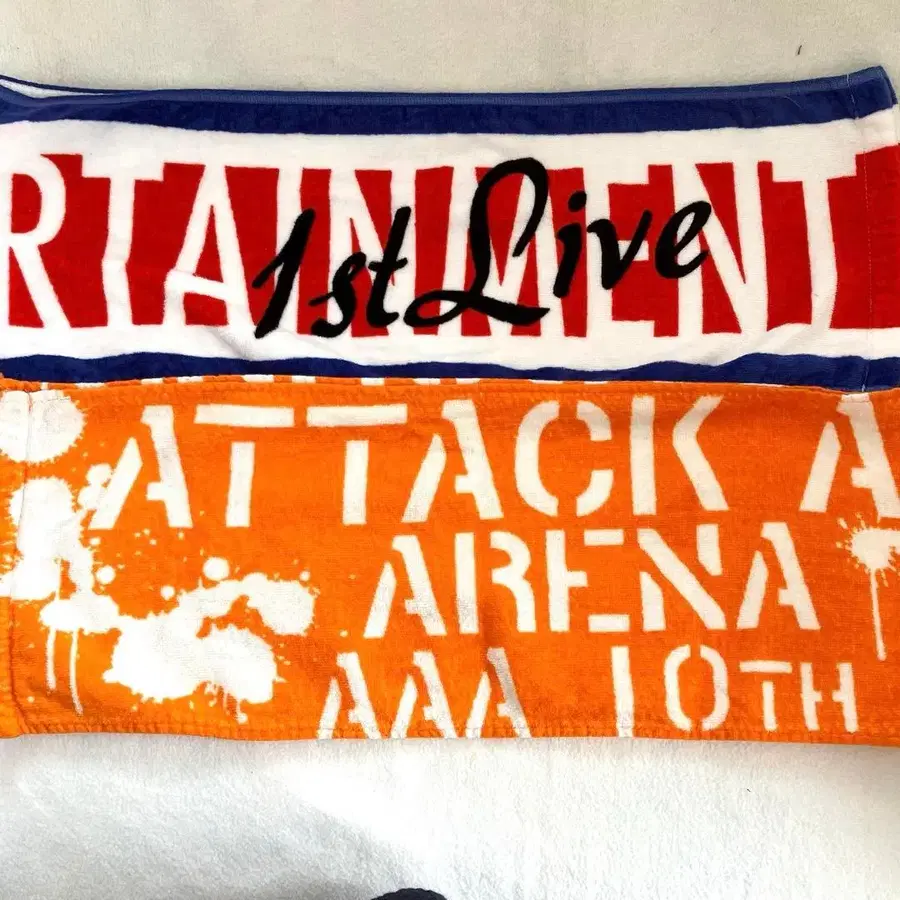 RTAINMENT
1st Live
ATTACK A
ARENA
AAA 10TH